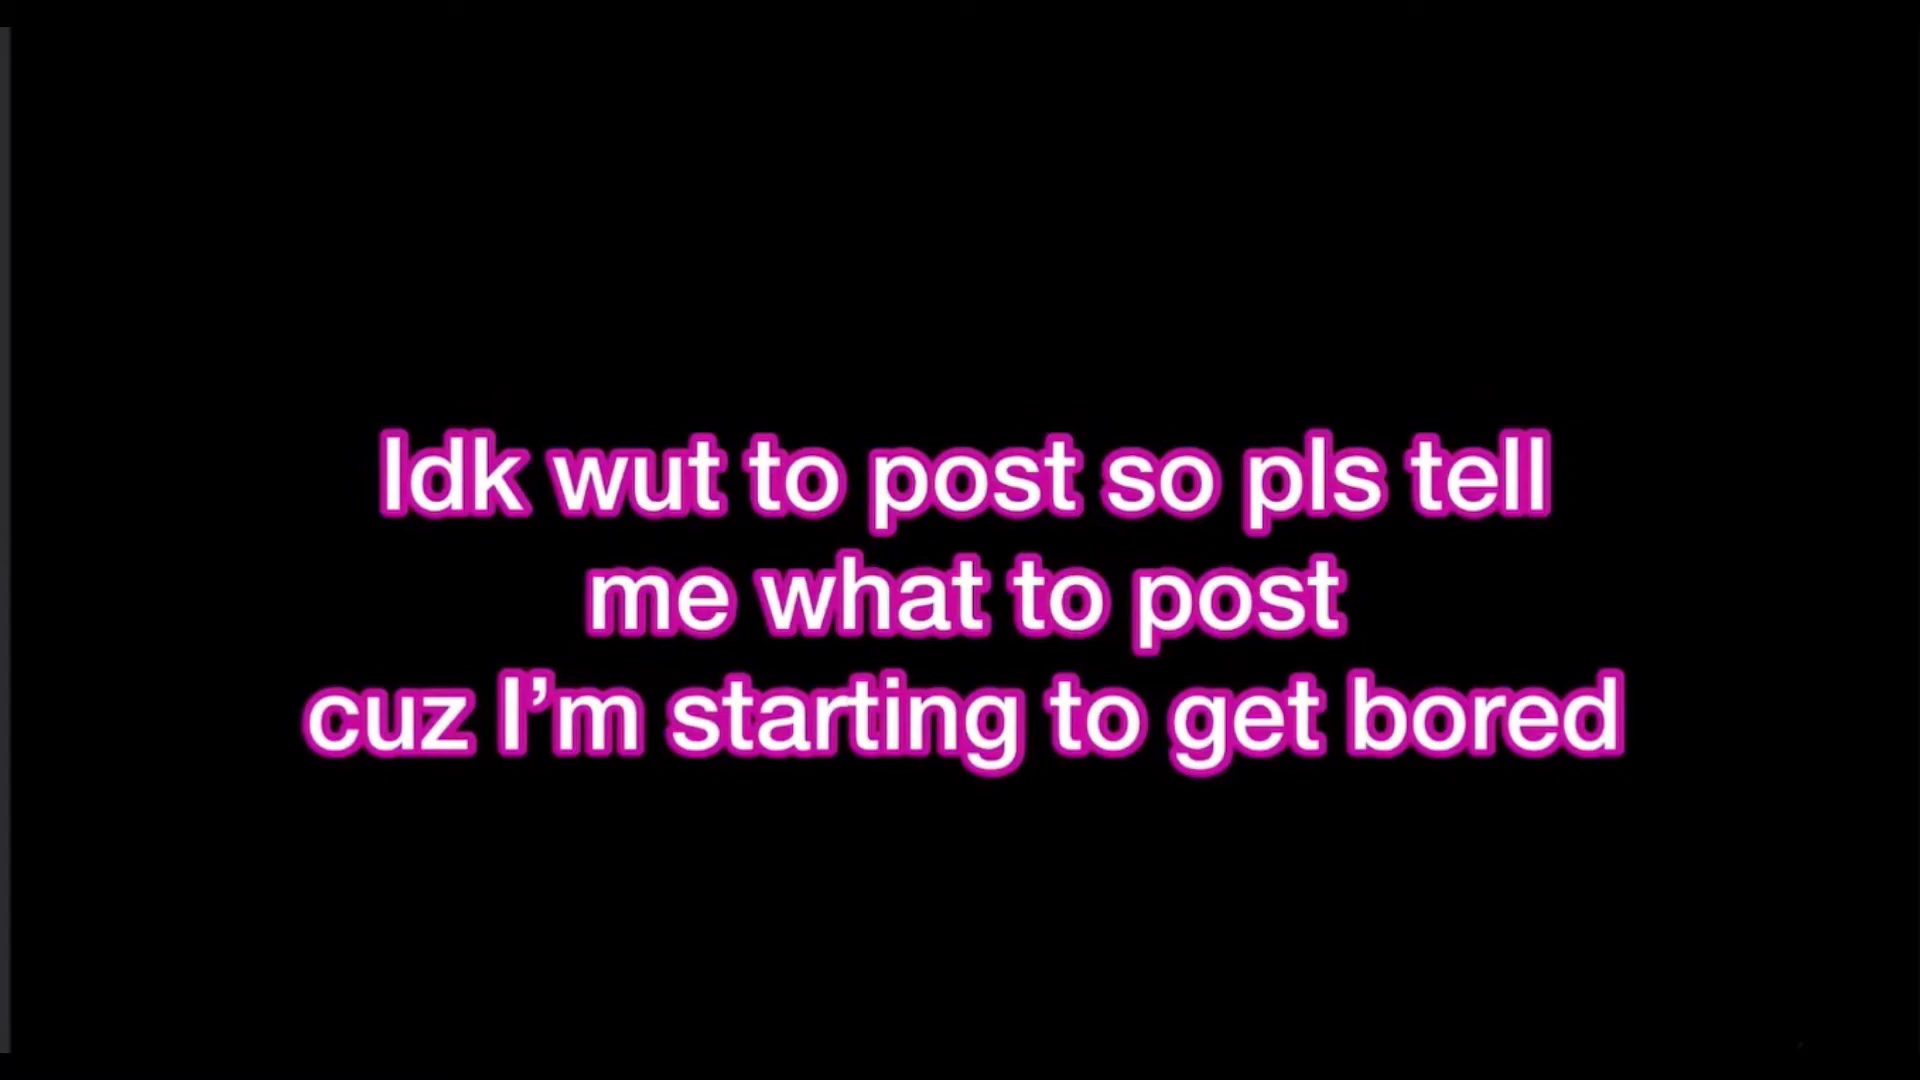 Idk wut to post so pls tell
me what to post
cuz I’m starting to get bored